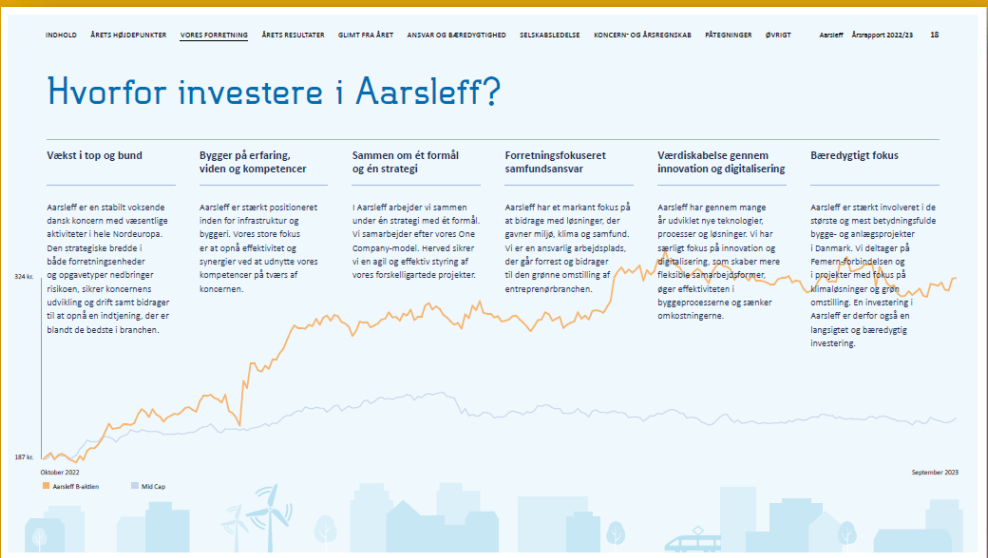 INDHOLD ÅRETS HØJDEPUNKTER VORES FORRETNING ÅRETS RESULTATER GLIMT FRA ÅRET ANSVAR OG BÆREDYGTIGHED SELSKABSLEDELSE KONCERN- OG ÅRSREGNSKAB PÅTEGNINGER ØVRIGT Aarsleff Årsrapport 2022/23 18
Hvorfor investere i Aarsleff?
Vækst i top og bund
Aarsleff er en stabilt voksende
dansk koncern med væsentlige
aktiviteter i hele Nordeuropa.
Den strategiske bredde i
både forretningsenheder
og opgavetyper nedbringer
risikoen, sikrer koncernens
udvikling og drift samt bidrager
til at opnå en indtjening, der er
blandt de bedste i branchen.
Bygger på erfaring,
viden og kompetencer
Aarsleff er stærkt positioneret
inden for infrastruktur og
byggeri. Vores store fokus
er at opnå effektivitet og
synergier ved at udnytte vores
kompetencer på tværs af
koncernen.
Sammen om ét formål
og én strategi
I Aarsleff arbejder vi sammen
under én strategi med ét formål.
Vi samarbejder efter vores One
Company-model. Herved sikrer
vi en agil og effektiv styring af
vores forskelligartede projekter.
Forretningsfokuseret
samfundsansvar
Aarsleff har et markant fokus på
at bidrage med løsninger, der
gavner miljø, klima og samfund.
Vi er en ansvarlig arbejdsplads,
der går forrest og bidrager
til den grønne omstilling af
entreprenørbranchen.
Værdiskabelse gennem
innovation og digitalisering
Aarsleff har gennem mange
år udviklet nye teknologier,
processer og løsninger. Vi har
særligt fokus på innovation og
digitalisering, som skaber mere
fleksible samarbejdsformer,
øger effektiviteten i
byggeprocesserne og sænker
omkostningerne.
Bæredygtigt fokus
Aarsleff er stærkt involveret i de
største og mest betydningsfulde
bygge- og anlægsprojekter
i Danmark. Vi deltager på
Femern-forbindelsen og
i projekter med fokus på
klimaløsninger og grøn
omstilling. En investering i
Aarsleff er derfor også en
langsigtet og bæredygtig
investering.
324 kr.
187 kr.
Oktober 2022 September 2023
Aarsleff B-aktien Mid Cap